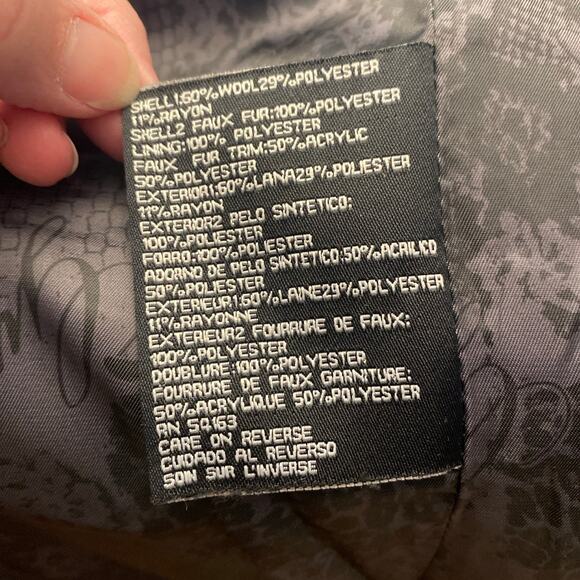 SHELL 1:60%WOOL29%POLYESTER
11%RAYON
SHELL2 FAUX FUR:100%POLYESTER
LINING:100% POLYESTER
FAUX FUR TRIM:50%ACRYLIC
50%POLYESTER
EXTERIOR1:60%LANA29%POLIESTER
11%RAYON
EXTERIOR2 PELO SINTETICO:
100%POLIESTER
FORRO:100%POLIESTER
ADORNO DE PELO SINTETICO:50%ACRILICO
50%POLIESTER
EXTERIEUR1:60%LAINE29%POLYESTER
11%RAYONNE
EXTERIEUR2 FOURRURE DE FAUX:
100%POLYESTER
DOUBLURE:100%POLYESTER
FOURRURE DE FAUX GARNITURE:
50%ACRYLIQUE 50%POLYESTER
RN 50163
CARE ON REVERSE
CUIDADO AL REVERSO
SOIN SUR L'INVERSE